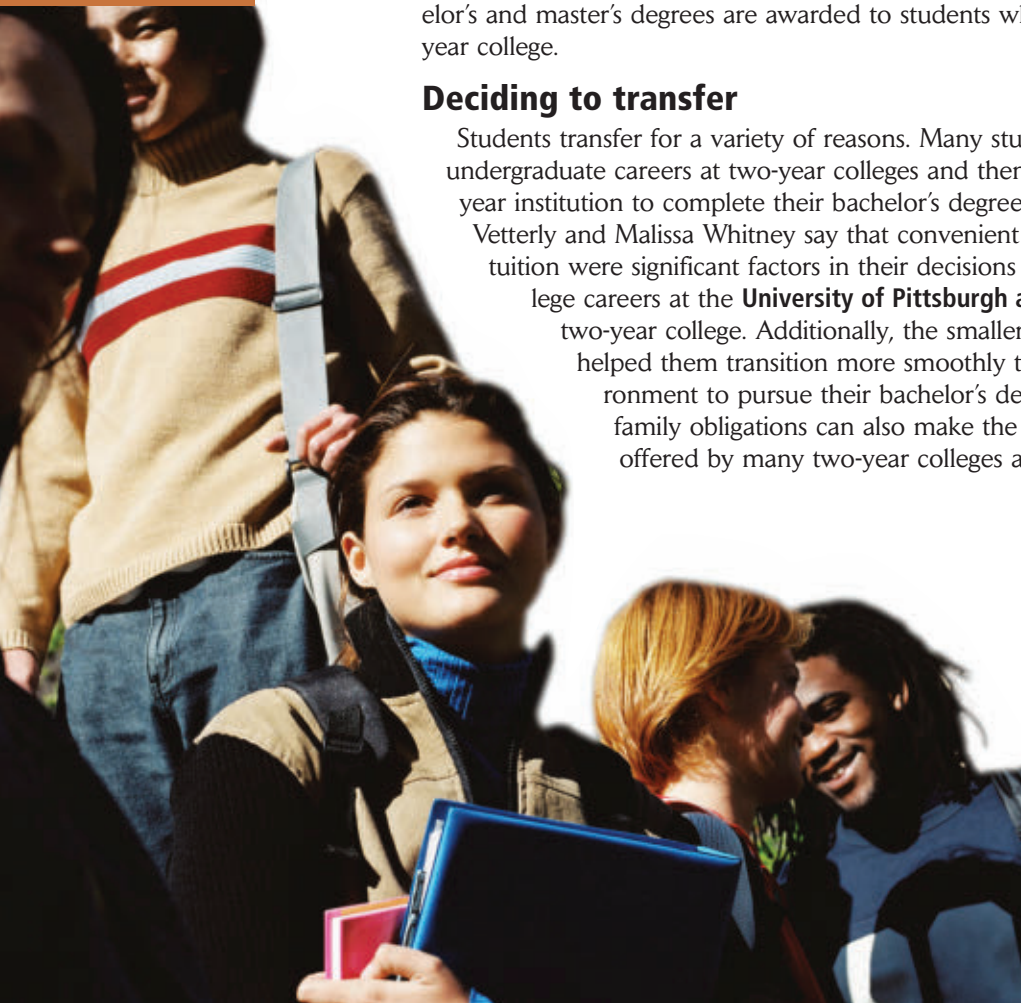 elor's and master's degrees are awarded to students wi
year college.
Deciding to transfer
Students transfer for a variety of reasons. Many stu
undergraduate careers at two-year colleges and then
year institution to complete their bachelor's degree
Vetterly and Malissa Whitney say that convenient
tuition were significant factors in their decisions
lege careers at the University of Pittsburgh a
two-year college. Additionally, the smaller
helped them transition more smoothly t
ronment to pursue their bachelor's de
family obligations can also make the
offered by many two-year colleges a